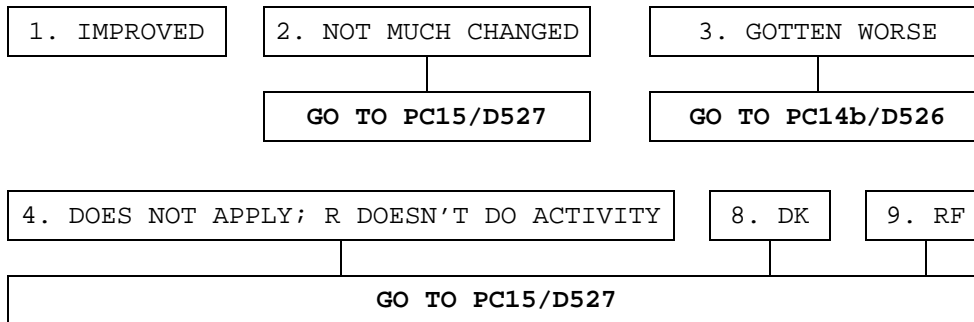 1. IMPROVED 2. NOT MUCH CHANGED 3. GOTTEN WORSE
GO TO PC15/D527 GO TO PC14b/D526
4. DOES NOT APPLY; R DOESN'T DO ACTIVITY 8. DK 9. RF
GO TO PC15/D527